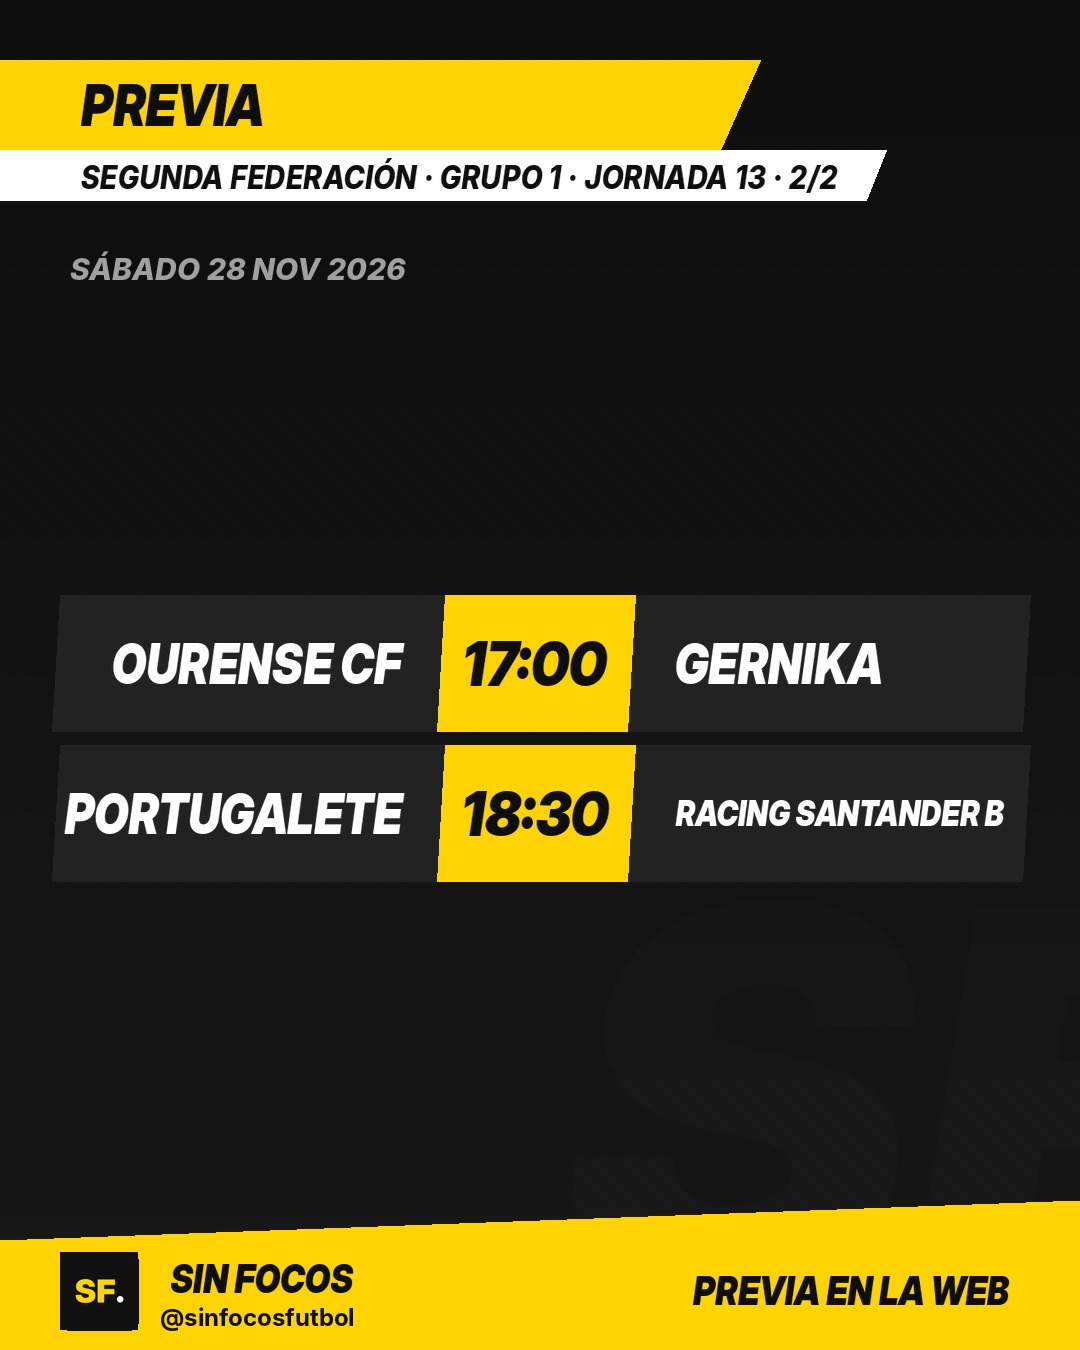 PREVIA
SEGUNDA FEDERACIÓN · GRUPO 1 · JORNADA 13 · 2/2
SÁBADO 28 NOV 2026
OURENSE CF 17:00 GERNIKA
PORTUGALETE 18:30 RACING SANTANDER B
SF
SF. SIN FOCOS
@sinfocosfutbol
PREVIA EN LA WEB